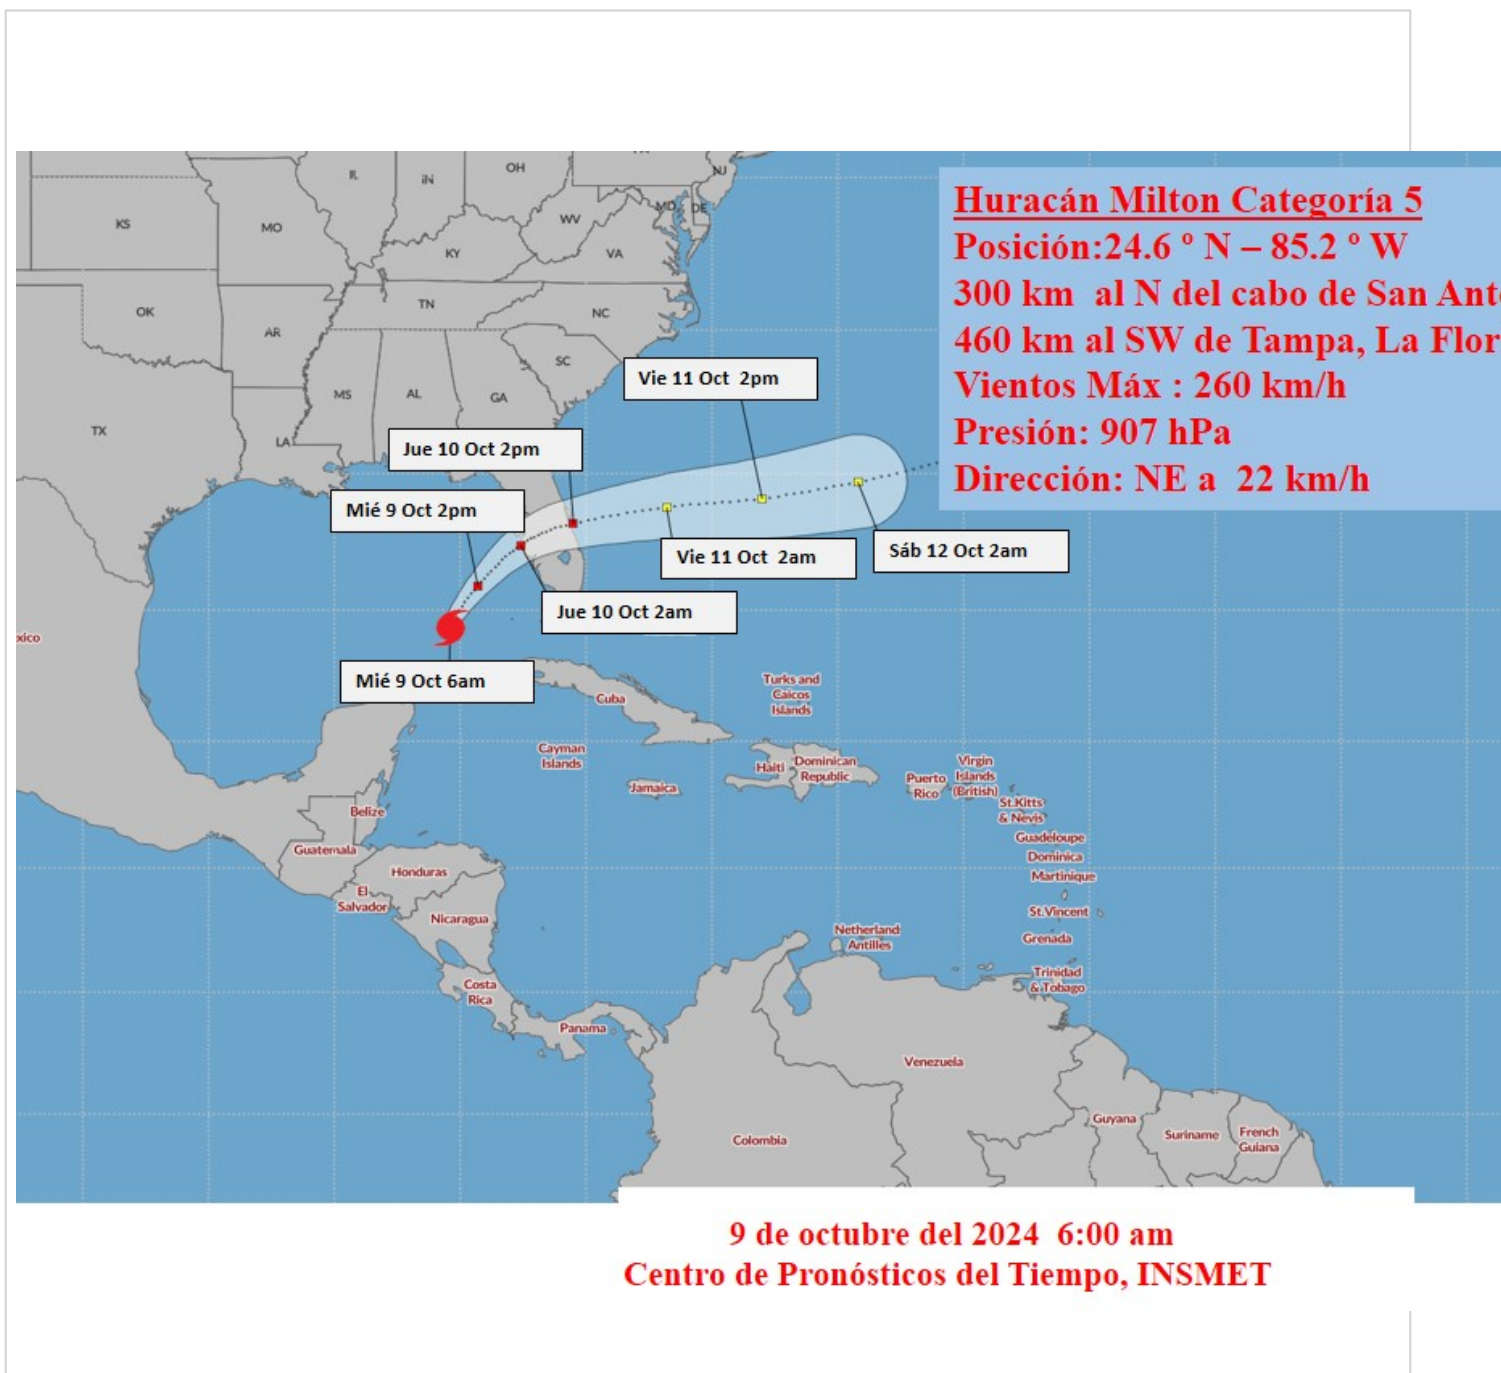 Huracán Milton Categoría 5
Posición:24.6 º N – 85.2 º W
300 km al N del cabo de San Ant
460 km al SW de Tampa, La Flor
Vientos Máx : 260 km/h
Presión: 907 hPa
Dirección: NE a 22 km/h
NJ
OH
IN
IL
MD
DE
WV
KS
MO
KY
VA
TN
NC
OK
AR
SC
MS
AL
GA
TX
LA
Vie 11 Oct 2pm
Jue 10 Oct 2pm
Mié 9 Oct 2pm
Vie 11 Oct 2am
Sáb 12 Oct 2am
Jue 10 Oct 2am
Mié 9 Oct 6am
xico
Cuba
Turks and
Caicos
Islands
Cayman
Islands
Jamaica
Haiti
Dominican
Republic
Puerto
Rico
Virgin
Islands
(British)
St.Kitts
& Nevis
Guadeloupe
Dominica
Martinique
St.Vincent
Grenada
Trinidad
& Tobago
Netherland
Antilles
Belize
Guatemala
Honduras
El
Salvador
Nicaragua
Costa
Rica
Panama
Venezuela
Colombia
Guyana
Suriname
French
Guiana
9 de octubre del 2024 6:00 am
Centro de Pronósticos del Tiempo, INSMET